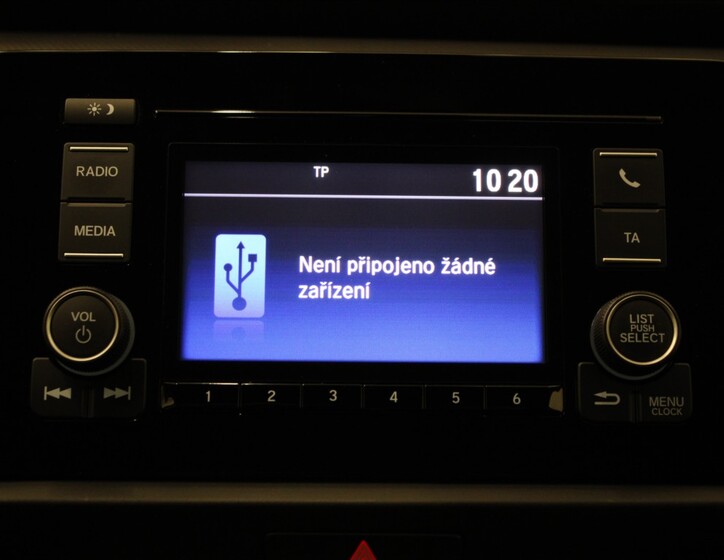 RADIO
MEDIA
VOL
TP
10 20
Není připojeno žádné
zařízení
1 2 3 4 5 6
TA
LIST
PUSH
SELECT
MENU
CLOCK